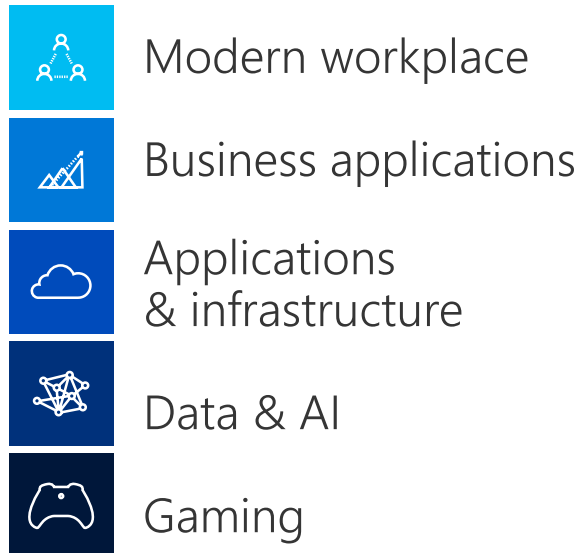 Modern workplace
Business applications
Applications
& infrastructure
Data & AI
Gaming